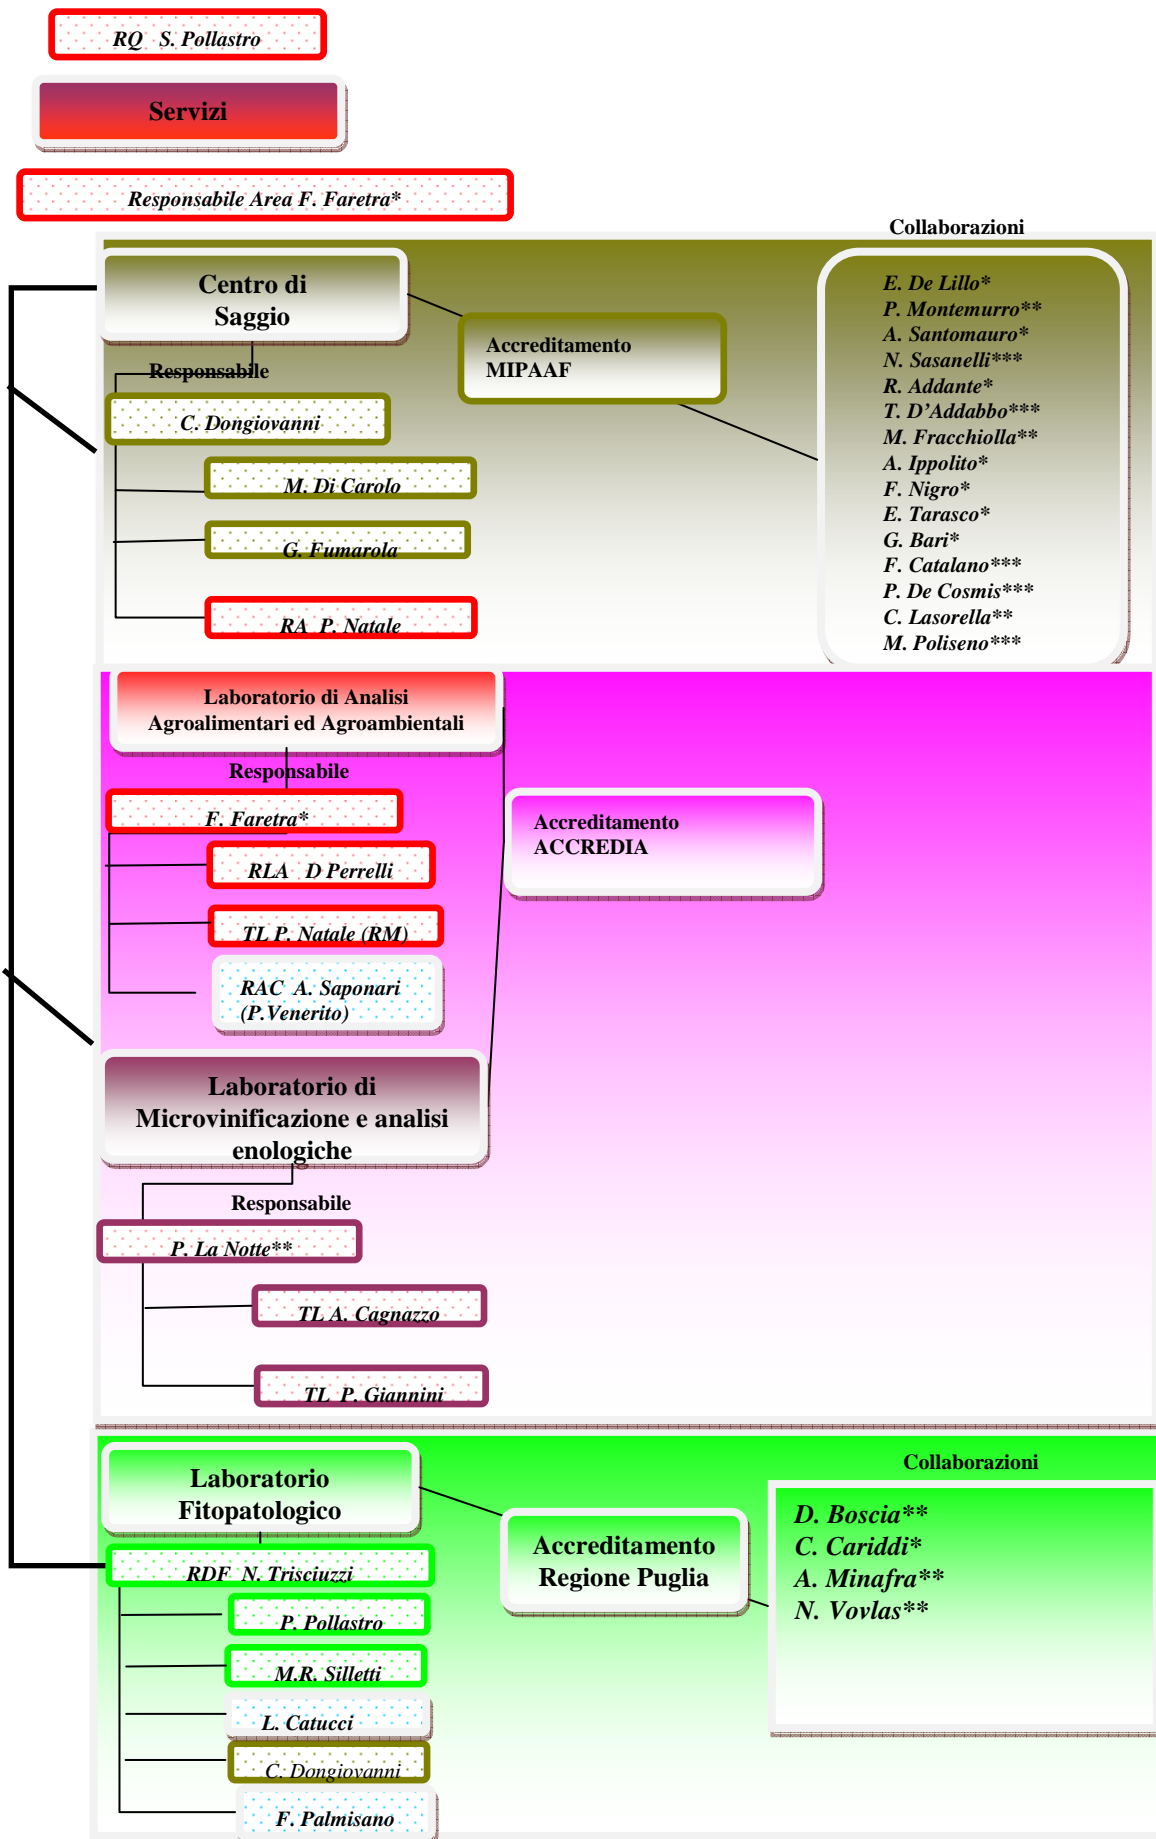 RQ S. Pollastro
Servizi
Responsabile Area F. Faretra*
Collaborazioni
Centro di
Saggio
Accreditamento
MIPAAF
E. De Lillo*
P. Montemurro**
A. Santomauro*
N. Sasanelli***
R. Addante*
T. D'Addabbo***
M. Fracchiolla**
A. Ippolito*
F. Nigro*
E. Tarasco*
G. Bari*
F. Catalano***
P. De Cosmis***
C. Lasorella**
M. Poliseno***
Responsabile
C. Dongiovanni
M. Di Carolo
G. Fumarola
RA P. Natale
Laboratorio di Analisi
Agroalimentari ed Agroambientali
Responsabile
F. Faretra*
Accreditamento
ACCREDIA
RLA D Perrelli
TL P. Natale (RM)
RAC A. Saponari
(P.Venerito)
Laboratorio di
Microvinificazione e analisi
enologiche
Responsabile
P. La Notte**
TL A. Cagnazzo
TL P. Giannini
Laboratorio
Fitopatologico
Accreditamento
Regione Puglia
Collaborazioni
D. Boscia**
C. Cariddi*
A. Minafra**
N. Vovlas**
RDF N. Trisciuzzi
P. Pollastro
M.R. Silletti
L. Catucci
C. Dongiovanni
F. Palmisano